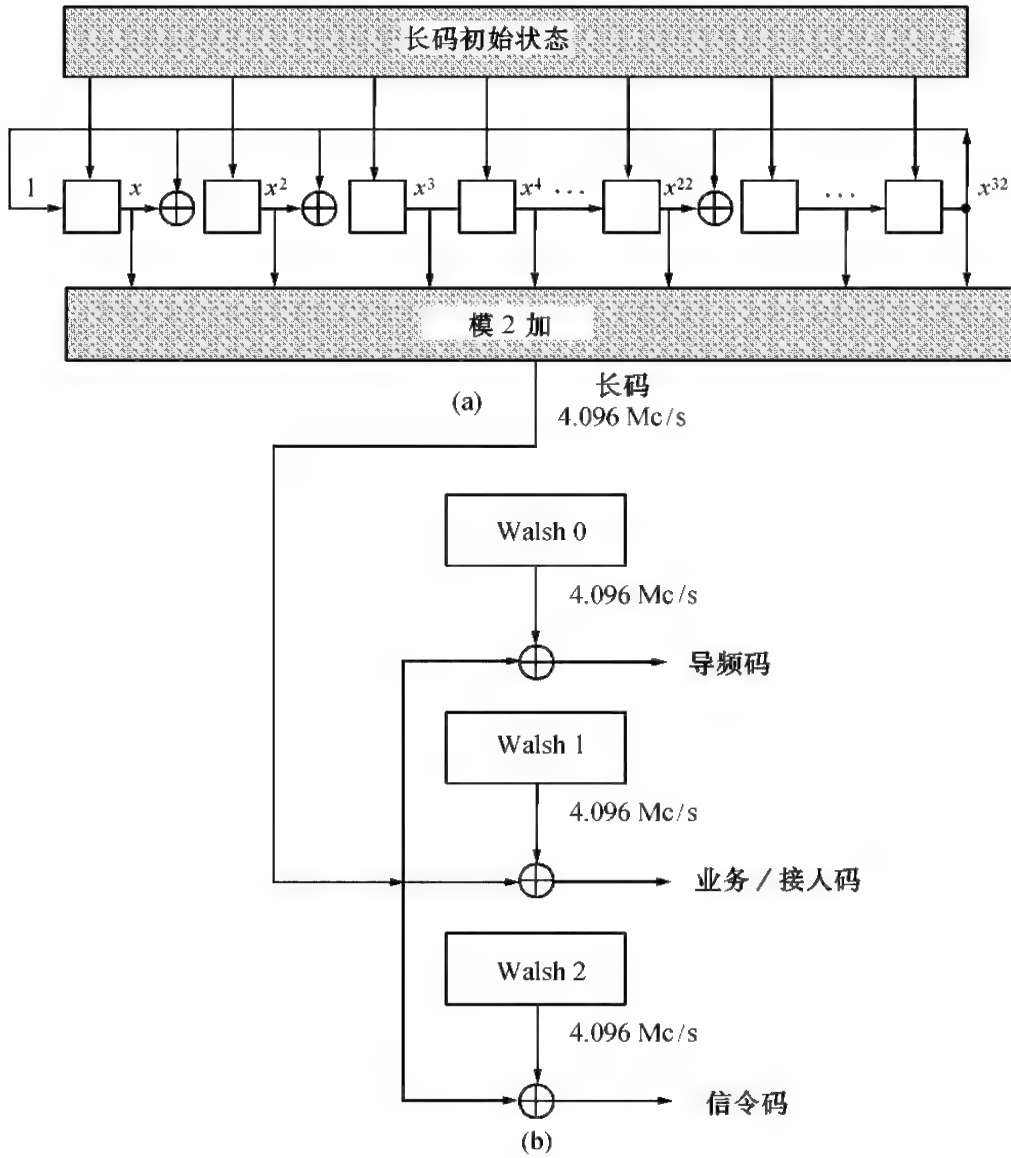 长码初始状态
1 x x² x³ x⁴ … x²² … x³²
模 2 加
长码
(a)
4.096 Mc/s
Walsh 0
4.096 Mc/s
导频码
Walsh 1
4.096 Mc/s
业务/接人码
Walsh 2
4.096 Mc/s
信令码
(b)